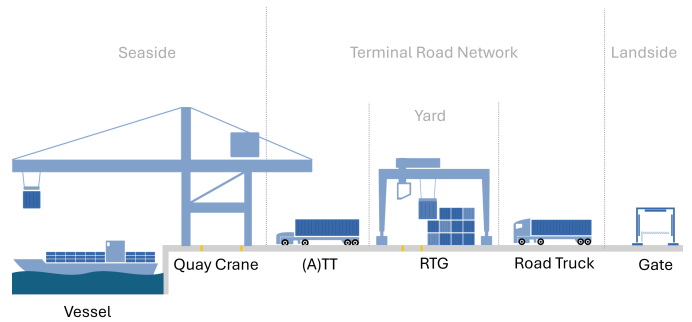 Seaside
Terminal Road Network
Landside
Yard
Quay Crane
(A)TT
RTG
Road Truck
Gate
Vessel